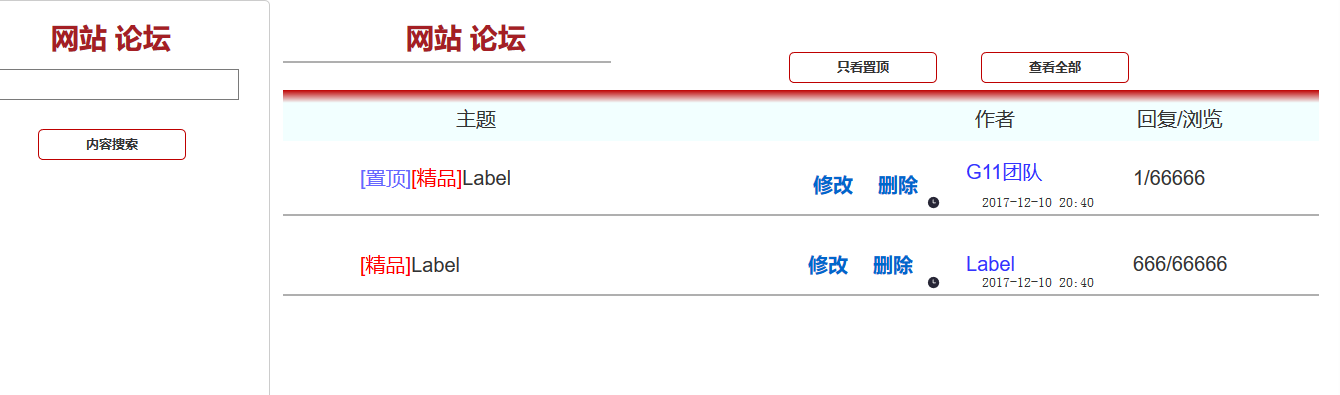 网站 论坛
内容搜索
网站 论坛
只看置顶 查看全部
主题 作者 回复/浏览
[置顶][精品]Label 修改 删除 G11团队 1/66666
2017-12-10 20:40
[精品]Label 修改 删除 Label 666/66666
2017-12-10 20:40